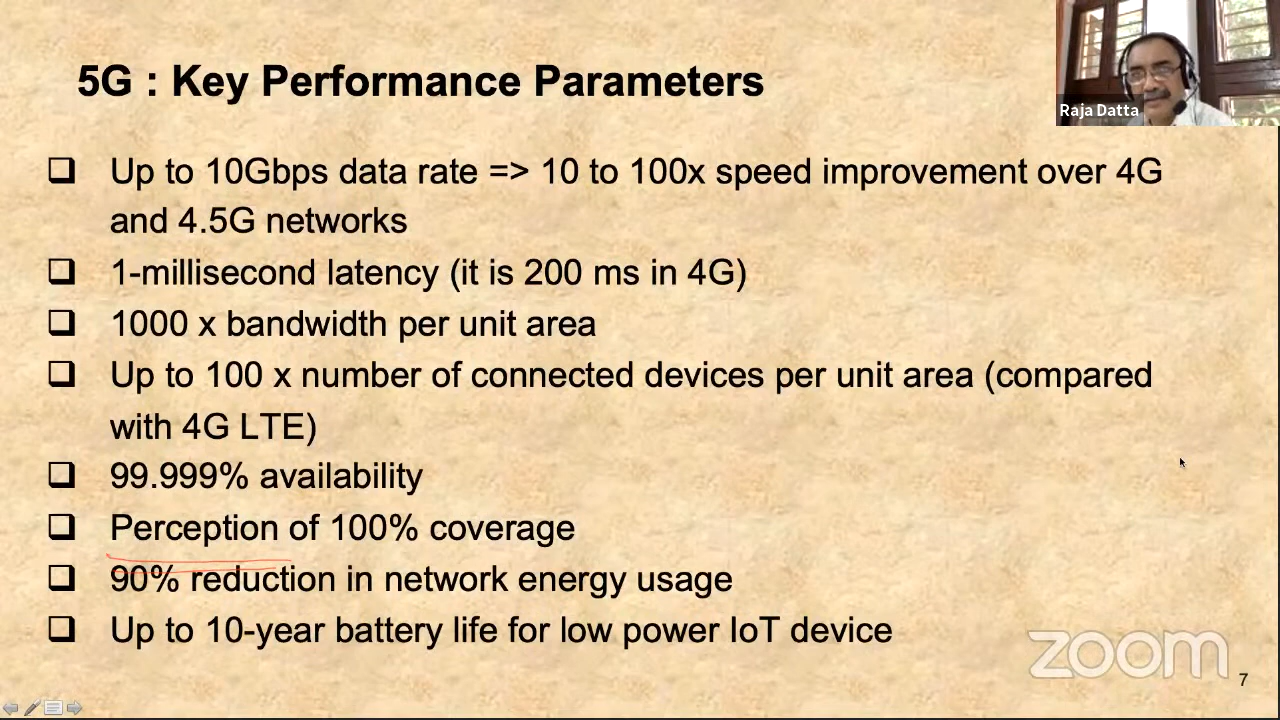 5G : Key Performance Parameters
Raja Datta
❑ Up to 10Gbps data rate => 10 to 100x speed improvement over 4G
and 4.5G networks
❑ 1-millisecond latency (it is 200 ms in 4G)
❑ 1000 x bandwidth per unit area
❑ Up to 100 x number of connected devices per unit area (compared
with 4G LTE)
❑ 99.999% availability
❑ Perception of 100% coverage
❑ 90% reduction in network energy usage
❑ Up to 10-year battery life for low power IoT device
zoom
7